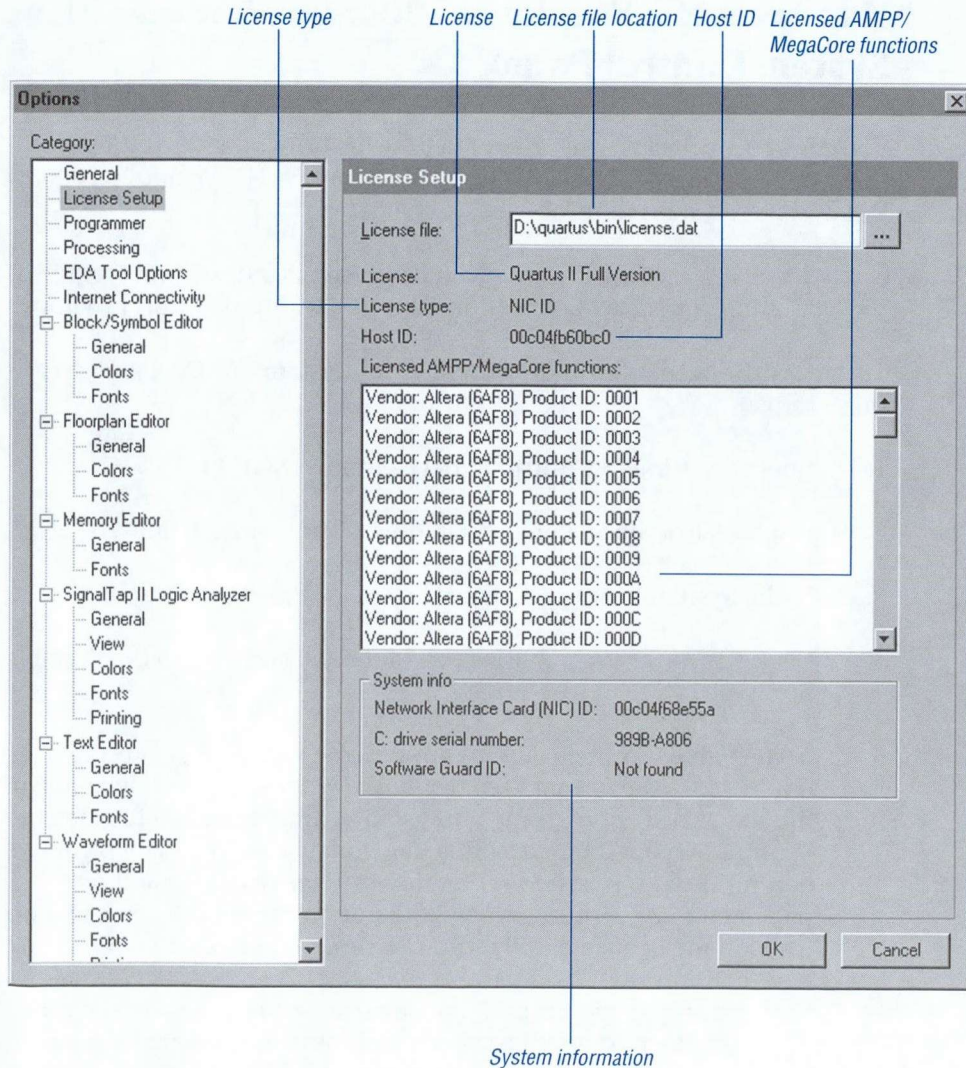 License type
License
License file location
Host ID
Licensed AMPP/
MegaCore functions
Options
Category:
General
License Setup
Programmer
Processing
EDA Tool Options
Internet Connectivity
Block/Symbol Editor
General
Colors
Fonts
Floorplan Editor
General
Colors
Fonts
Memory Editor
General
Fonts
SignalTap II Logic Analyzer
General
View
Colors
Fonts
Printing
Text Editor
General
Colors
Fonts
Waveform Editor
General
View
Colors
Fonts
License Setup
License file: D:\quartus\bin\license.dat ...
License: Quartus II Full Version
License type: NIC ID
Host ID: 00c04fb60bc0
Licensed AMPP/MegaCore functions:
Vendor: Altera (6AF8), Product ID: 0001
Vendor: Altera (6AF8), Product ID: 0002
Vendor: Altera (6AF8), Product ID: 0003
Vendor: Altera (6AF8), Product ID: 0004
Vendor: Altera (6AF8), Product ID: 0005
Vendor: Altera (6AF8), Product ID: 0006
Vendor: Altera (6AF8), Product ID: 0007
Vendor: Altera (6AF8), Product ID: 0008
Vendor: Altera (6AF8), Product ID: 0009
Vendor: Altera (6AF8), Product ID: 000A
Vendor: Altera (6AF8), Product ID: 000B
Vendor: Altera (6AF8), Product ID: 000C
Vendor: Altera (6AF8), Product ID: 000D
System info
Network Interface Card (NIC) ID: 00c04f68e55a
C: drive serial number: 989B-A806
Software Guard ID: Not found
OK
Cancel
System information